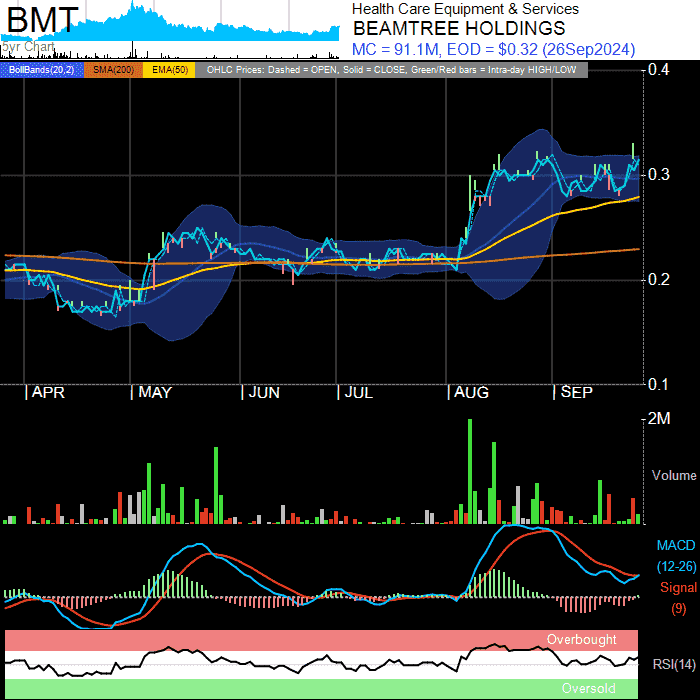 BMT
5yr Chart
Health Care Equipment & Services
BEAMTREE HOLDINGS
MC = 91.1M, EOD = $0.32 (26Sep2024)
BollBands(20,2) SMA(200) EMA(50) OHLC Prices: Dashed = OPEN, Solid = CLOSE, Green/Red bars = Intra-day HIGH/LOW
0.4
0.3
0.2
0.1
APR MAY JUN JUL AUG SEP
2M
Volume
MACD
(12-26)
Signal
(9)
Overbought
RSI(14)
Oversold